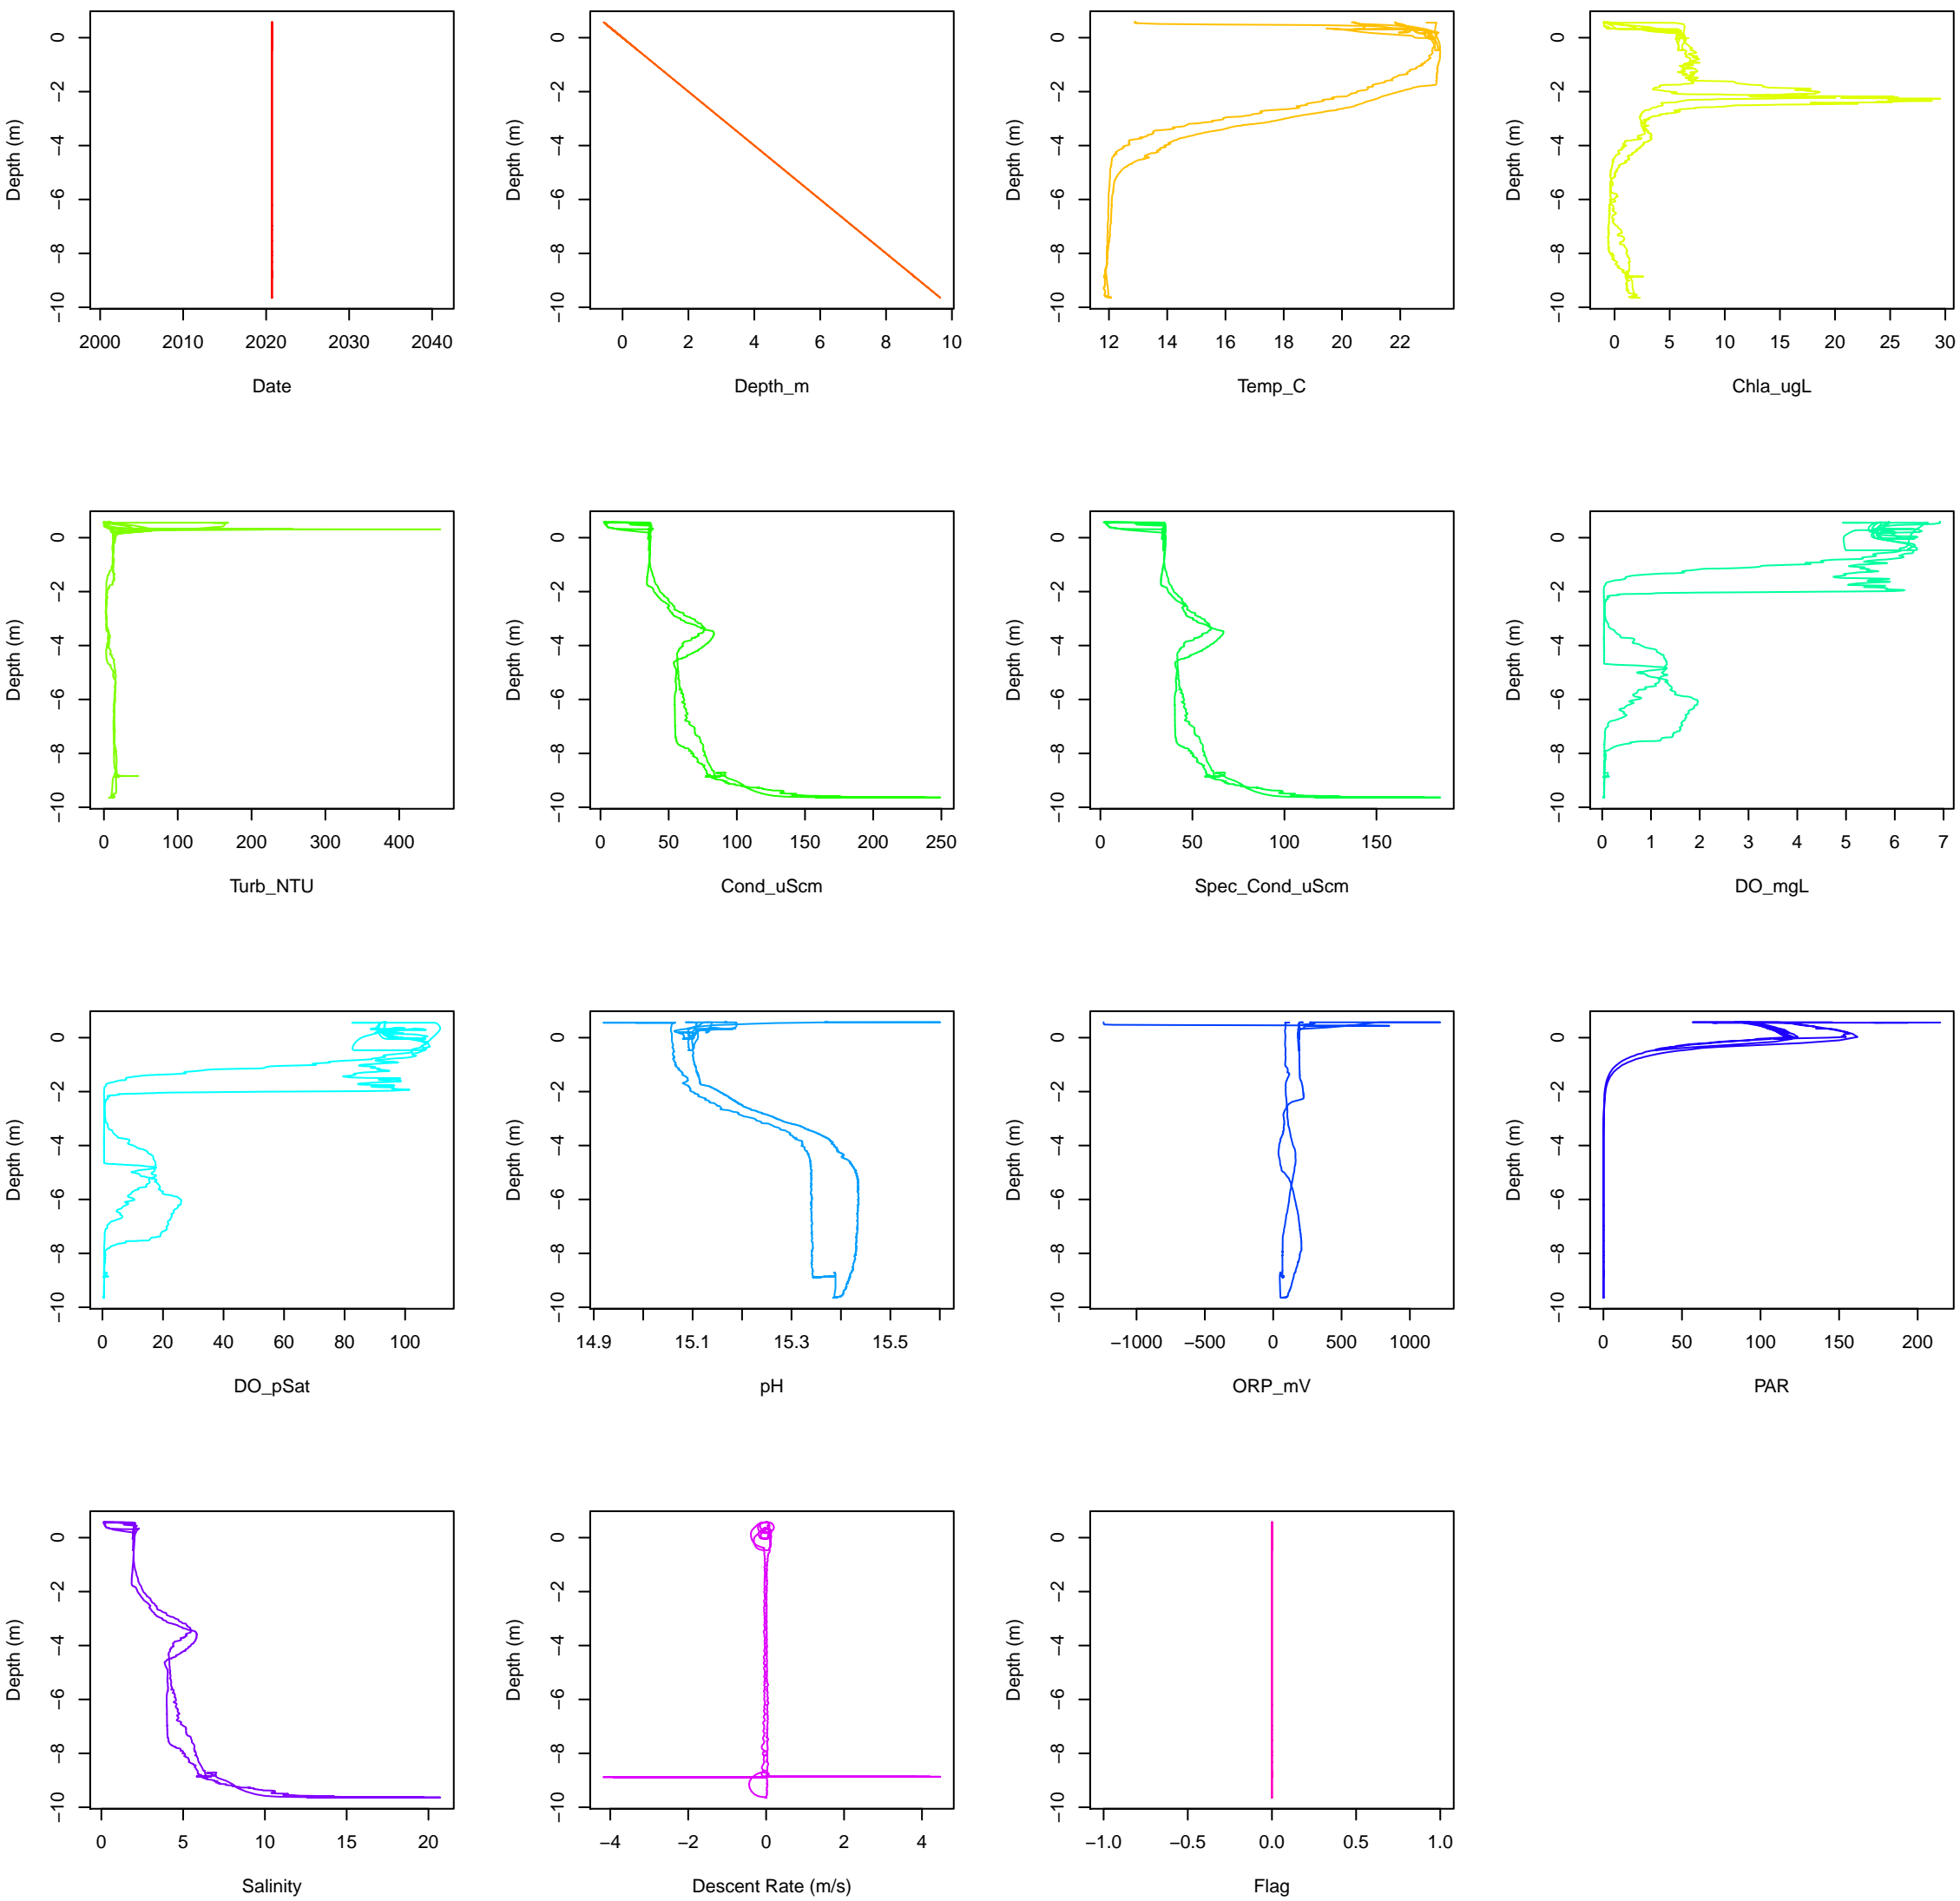 Depth (m)
0
−2
−4
−6
−8
−10
2000 2010 2020 2030 2040
Date
Depth (m)
0
−2
−4
−6
−8
−10
0 2 4 6 8 10
Depth_m
Depth (m)
0
−2
−4
−6
−8
−10
12 14 16 18 20 22
Temp_C
Depth (m)
0
−2
−4
−6
−8
−10
0 5 10 15 20 25 30
Chla_ugL
Depth (m)
0
−2
−4
−6
−8
−10
0 100 200 300 400
Turb_NTU
Depth (m)
0
−2
−4
−6
−8
−10
0 50 100 150 200 250
Cond_uScm
Depth (m)
0
−2
−4
−6
−8
−10
0 50 100 150
Spec_Cond_uScm
Depth (m)
0
−2
−4
−6
−8
−10
0 1 2 3 4 5 6 7
DO_mgL
Depth (m)
0
−2
−4
−6
−8
−10
0 20 40 60 80 100
DO_pSat
Depth (m)
0
−2
−4
−6
−8
−10
14.9 15.1 15.3 15.5
pH
Depth (m)
0
−2
−4
−6
−8
−10
−1000 −500 0 500 1000
ORP_mV
Depth (m)
0
−2
−4
−6
−8
−10
0 50 100 150 200
PAR
Depth (m)
0
−2
−4
−6
−8
−10
0 5 10 15 20
Salinity
Depth (m)
0
−2
−4
−6
−8
−10
−4 −2 0 2 4
Descent Rate (m/s)
Depth (m)
0
−2
−4
−6
−8
−10
−1.0 −0.5 0.0 0.5 1.0
Flag